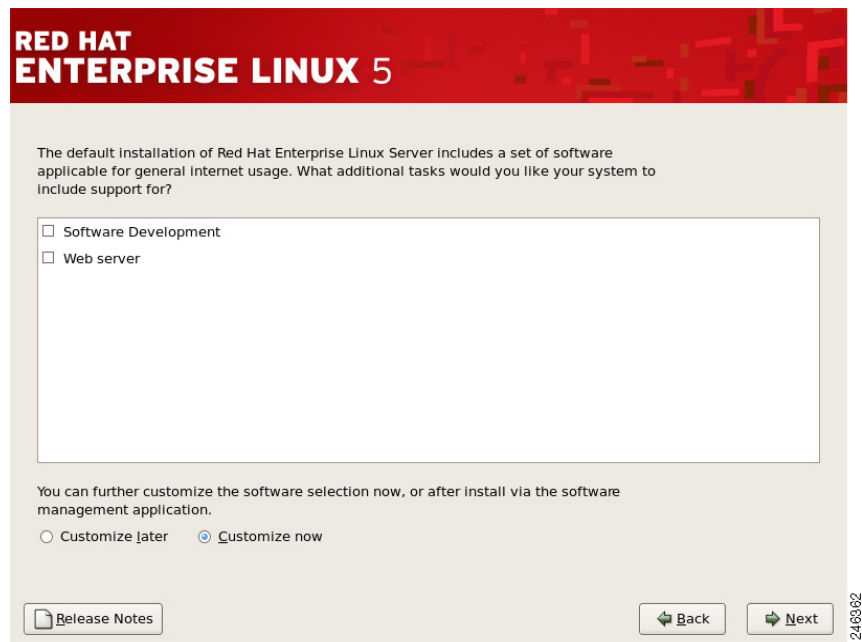 RED HAT
ENTERPRISE LINUX 5
The default installation of Red Hat Enterprise Linux Server includes a set of software
applicable for general internet usage. What additional tasks would you like your system to
include support for?
Software Development
Web server
You can further customize the software selection now, or after install via the software
management application.
Customize later Customize now
Release Notes Back Next
246362